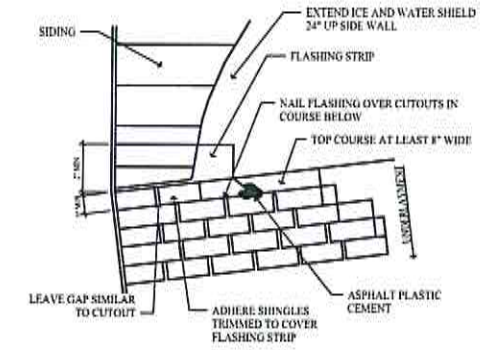 EXTEND ICE AND WATER SHIELD
24" UP SIDE WALL
SIDING
FLASHING STRIP
NAIL FLASHING OVER CUTOUTS IN
COURSE BELOW
TOP COURSE AT LEAST 8" WIDE
UNDERLAYMENT
LEAVE GAP SIMILAR
TO CUTOUT
ADHERE SHINGLES
TRIMMED TO COVER
FLASHING STRIP
ASPHALT PLASTIC
CEMENT